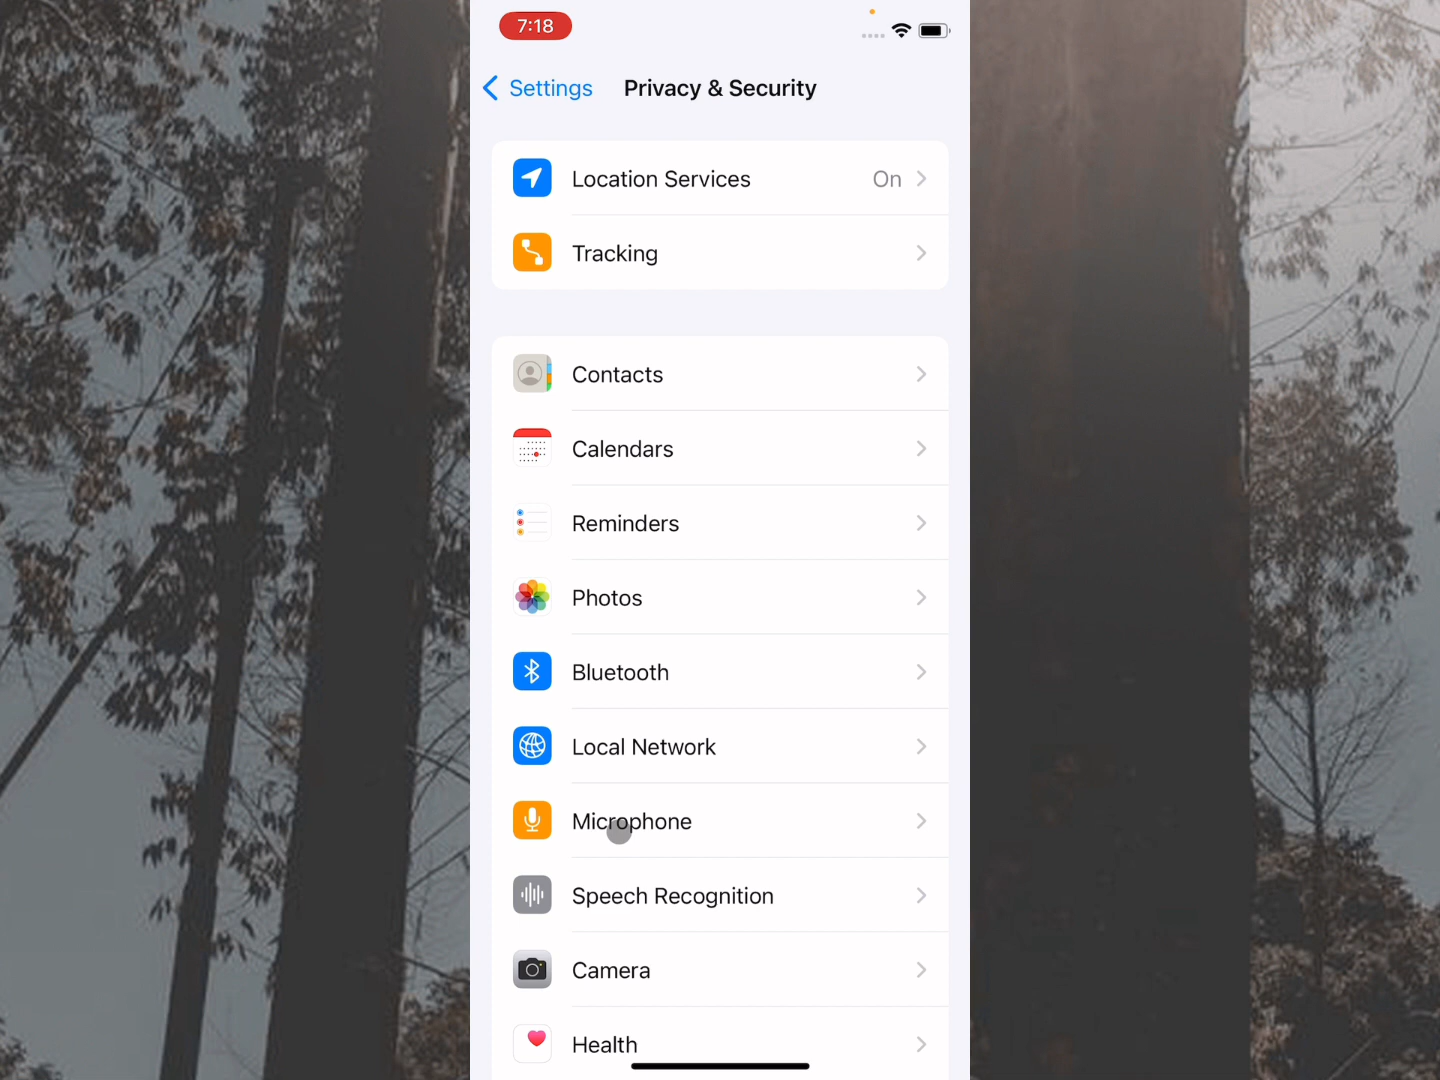 7:18
Settings
Privacy & Security
Location Services On
Tracking
Contacts
Calendars
Reminders
Photos
Bluetooth
Local Network
Microphone
Speech Recognition
Camera
Health